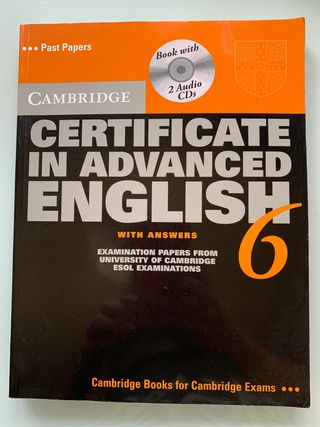 ••• Past Papers
Book with
2 Audio
CDs
CAMBRIDGE
CERTIFICATE
IN ADVANCED
ENGLISH 6
WITH ANSWERS
EXAMINATION PAPERS FROM
UNIVERSITY OF CAMBRIDGE
ESOL EXAMINATIONS
Cambridge Books for Cambridge Exams •••